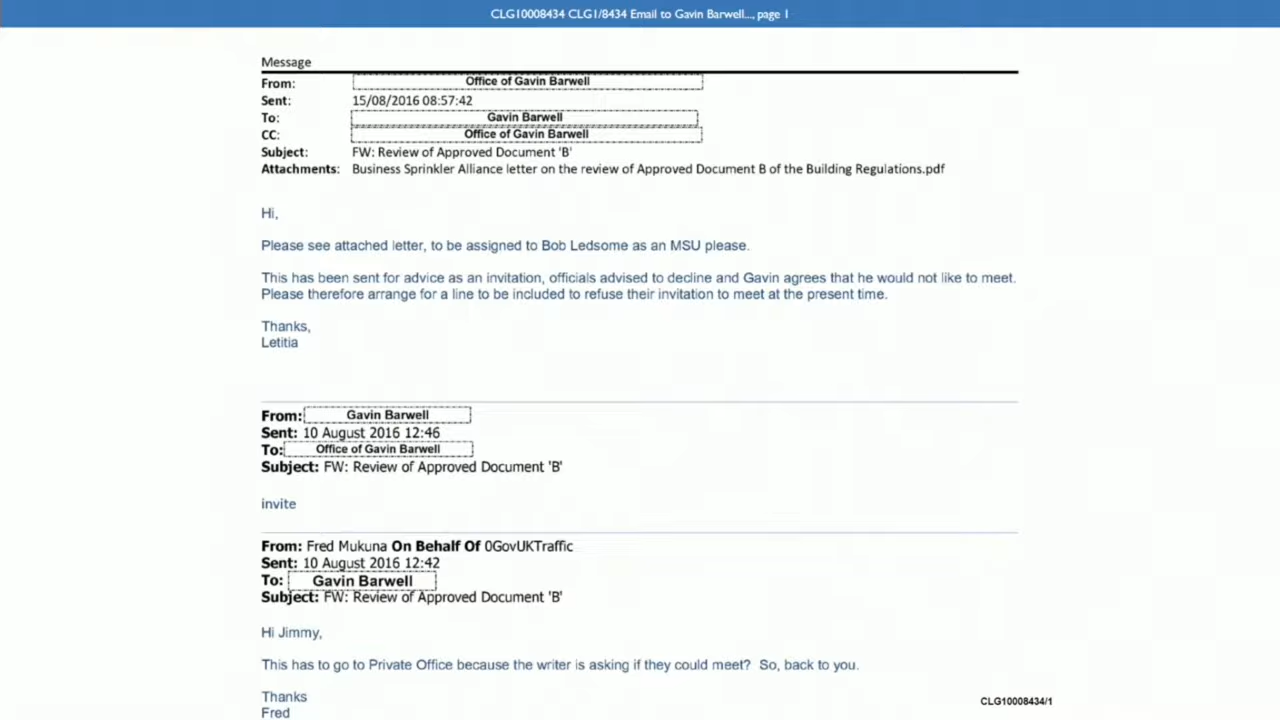 CLG10008434 CLG1/8434 Email to Gavin Barwell..., page 1
Message
From: Office of Gavin Barwell
Sent: 15/08/2016 08:57:42
To: Gavin Barwell
CC: Office of Gavin Barwell
Subject: FW: Review of Approved Document 'B'
Attachments: Business Sprinkler Alliance letter on the review of Approved Document B of the Building Regulations.pdf
Hi,
Please see attached letter, to be assigned to Bob Ledsome as an MSU please.
This has been sent for advice as an invitation, officials advised to decline and Gavin agrees that he would not like to meet.
Please therefore arrange for a line to be included to refuse their invitation to meet at the present time.
Thanks,
Letitia
From: Gavin Barwell
Sent: 10 August 2016 12:46
To: Office of Gavin Barwell
Subject: FW: Review of Approved Document 'B'
invite
From: Fred Mukuna On Behalf Of 0GovUKTraffic
Sent: 10 August 2016 12:42
To: Gavin Barwell
Subject: FW: Review of Approved Document 'B'
Hi Jimmy,
This has to go to Private Office because the writer is asking if they could meet? So, back to you.
Thanks
Fred
CLG10008434/1